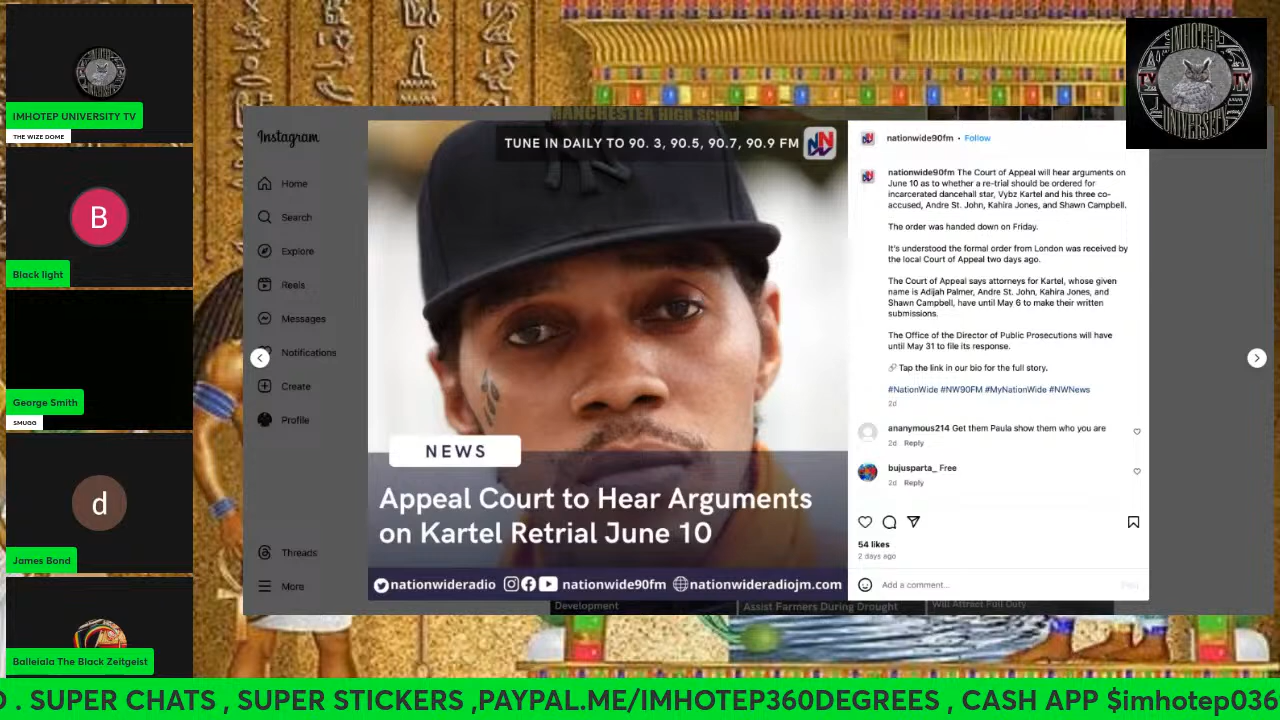 IMHOTEP UNIVERSITY TV
THE WIZE DOME
B
Black light
George Smith
SMUGG
d
James Bond
Balleiala The Black Zeitgeist
IMHOTEP
TV TV
UNIVERSITY
MANCHESTER HIGH SCHOOL
Instagram
Home
Search
Explore
Reels
Messages
Notifications
Create
Profile
Threads
More
TUNE IN DAILY TO 90. 3, 90.5, 90.7, 90.9 FM
NEWS
Appeal Court to Hear Arguments
on Kartel Retrial June 10
nationwideradio nationwide90fm nationwideradiojm.com
nationwide90fm • Follow
nationwide90fm The Court of Appeal will hear arguments on
June 10 as to whether a re-trial should be ordered for
incarcerated dancehall star, Vybz Kartel and his three co-
accused, Andre St. John, Kahira Jones, and Shawn Campbell.
The order was handed down on Friday.
It's understood the formal order from London was received by
the local Court of Appeal two days ago.
The Court of Appeal says attorneys for Kartel, whose given
name is Adijah Palmer, Andre St. John, Kahira Jones, and
Shawn Campbell, have until May 6 to make their written
submissions.
The Office of the Director of Public Prosecutions will have
until May 31 to file its response.
🔗 Tap the link in our bio for the full story.
#NationWide #NW90FM #MyNationWide #NWNews
2d
ananymous214 Get them Paula show them who you are
2d Reply
bujusparta_ Free
2d Reply
54 likes
2 days ago
Add a comment...
Post
Development
Assist Farmers During Drought
Will Attract Full Duty
. SUPER CHATS , SUPER STICKERS ,PAYPAL.ME/IMHOTEP360DEGREES , CASH APP $imhotep036